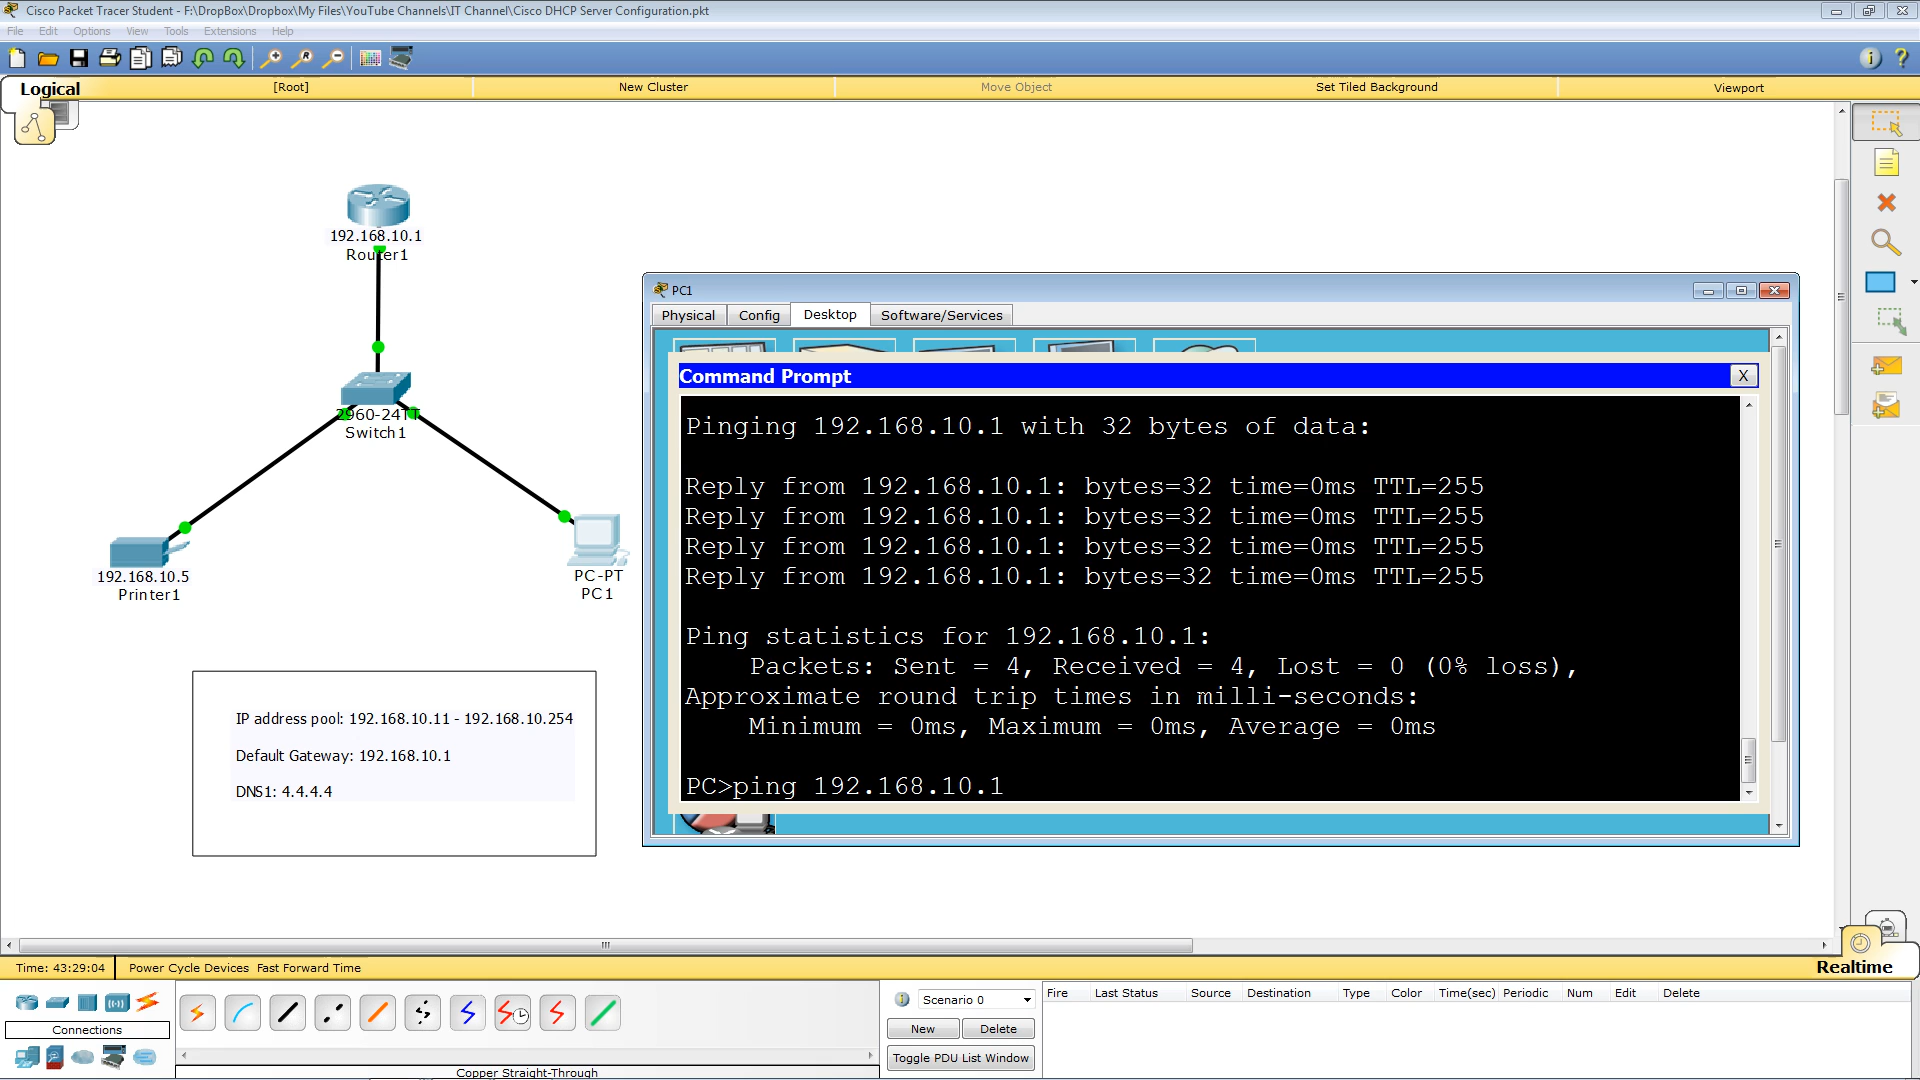 Cisco Packet Tracer Student - F:\DropBox\Dropbox\My Files\YouTube Channels\IT Channel\Cisco DHCP Server Configuration.pkt
File Edit Options View Tools Extensions Help
Logical [Root] New Cluster Move Object Set Tiled Background Viewport
192.168.10.1
Router1
2960-24TT
Switch1
192.168.10.5
Printer1
PC-PT
PC1
IP address pool: 192.168.10.11 - 192.168.10.254
Default Gateway: 192.168.10.1
DNS1: 4.4.4.4
PC1
Physical Config Desktop Software/Services
Command Prompt X
Pinging 192.168.10.1 with 32 bytes of data:
Reply from 192.168.10.1: bytes=32 time=0ms TTL=255
Reply from 192.168.10.1: bytes=32 time=0ms TTL=255
Reply from 192.168.10.1: bytes=32 time=0ms TTL=255
Reply from 192.168.10.1: bytes=32 time=0ms TTL=255
Ping statistics for 192.168.10.1:
Packets: Sent = 4, Received = 4, Lost = 0 (0% loss),
Approximate round trip times in milli-seconds:
Minimum = 0ms, Maximum = 0ms, Average = 0ms
PC>ping 192.168.10.1
Time: 43:29:04 Power Cycle Devices Fast Forward Time Realtime
Connections
Copper Straight-Through
Scenario 0
New Delete
Toggle PDU List Window
Fire Last Status Source Destination Type Color Time(sec) Periodic Num Edit Delete